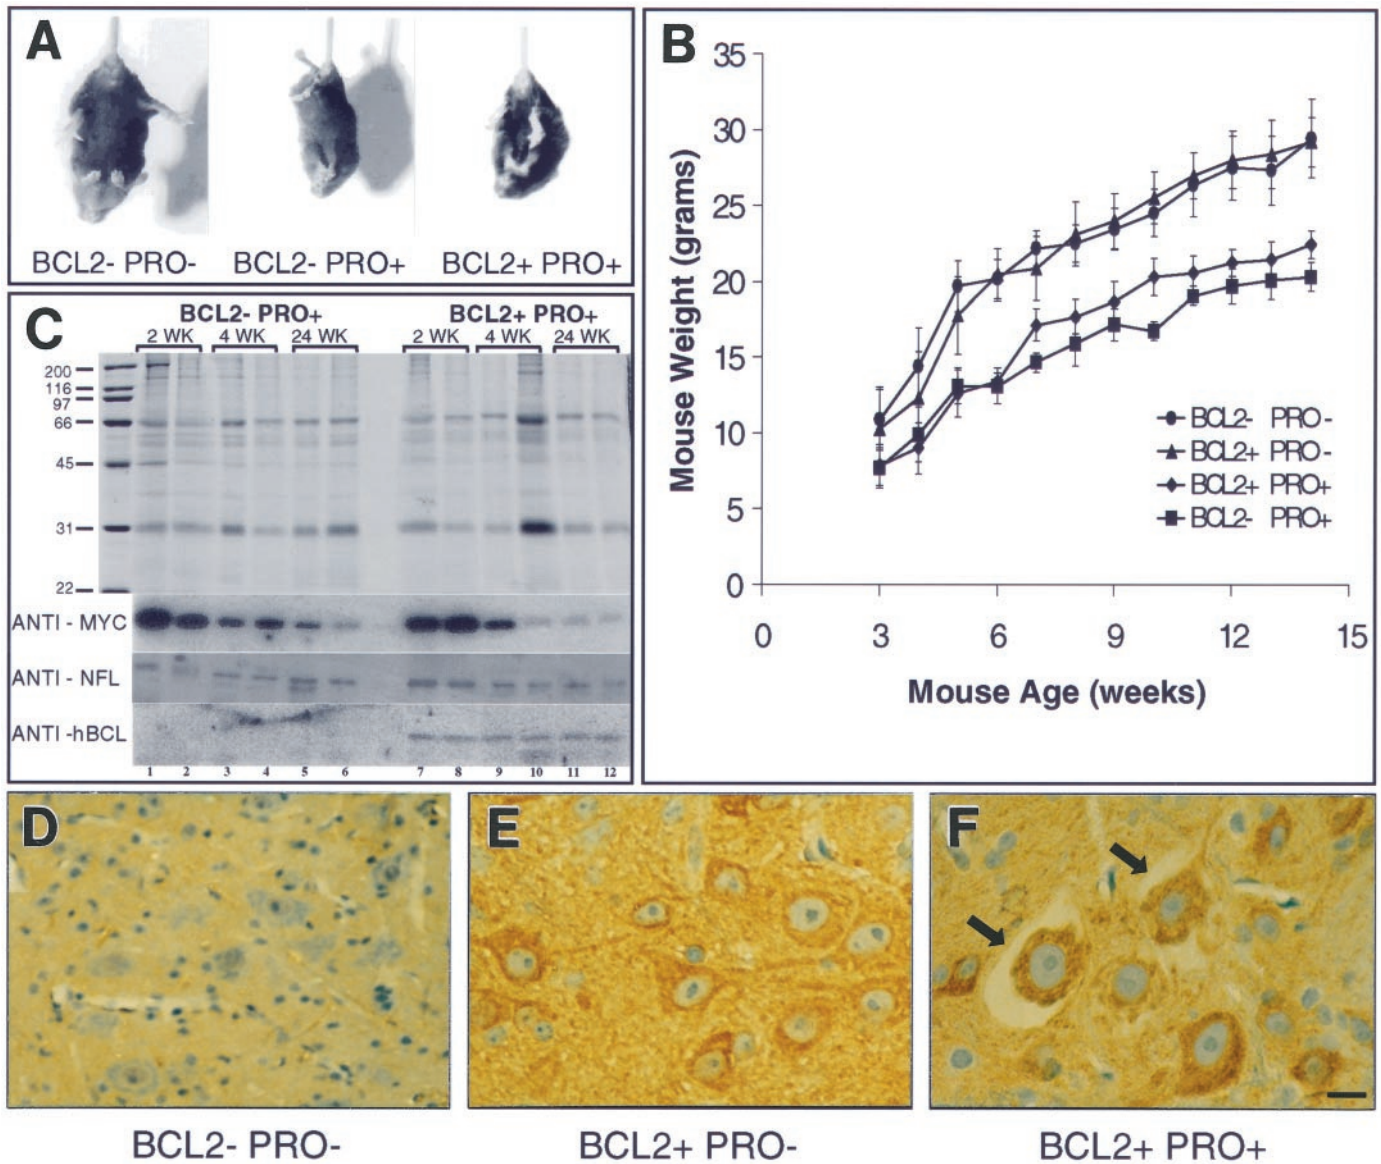 A
BCL2- PRO-
BCL2- PRO+
BCL2+ PRO+
B
Mouse Weight (grams)
35
30
25
20
15
10
5
0
0 3 6 9 12 15
Mouse Age (weeks)
BCL2- PRO-
BCL2+ PRO-
BCL2+ PRO+
BCL2- PRO+
C
BCL2- PRO+ BCL2+ PRO+
2 WK 4 WK 24 WK 2 WK 4 WK 24 WK
200
116
97
66
45
31
22
ANTI - MYC
ANTI - NFL
ANTI -hBCL
1 2 3 4 5 6 7 8 9 10 11 12
D
BCL2- PRO-
E
BCL2+ PRO-
F
BCL2+ PRO+